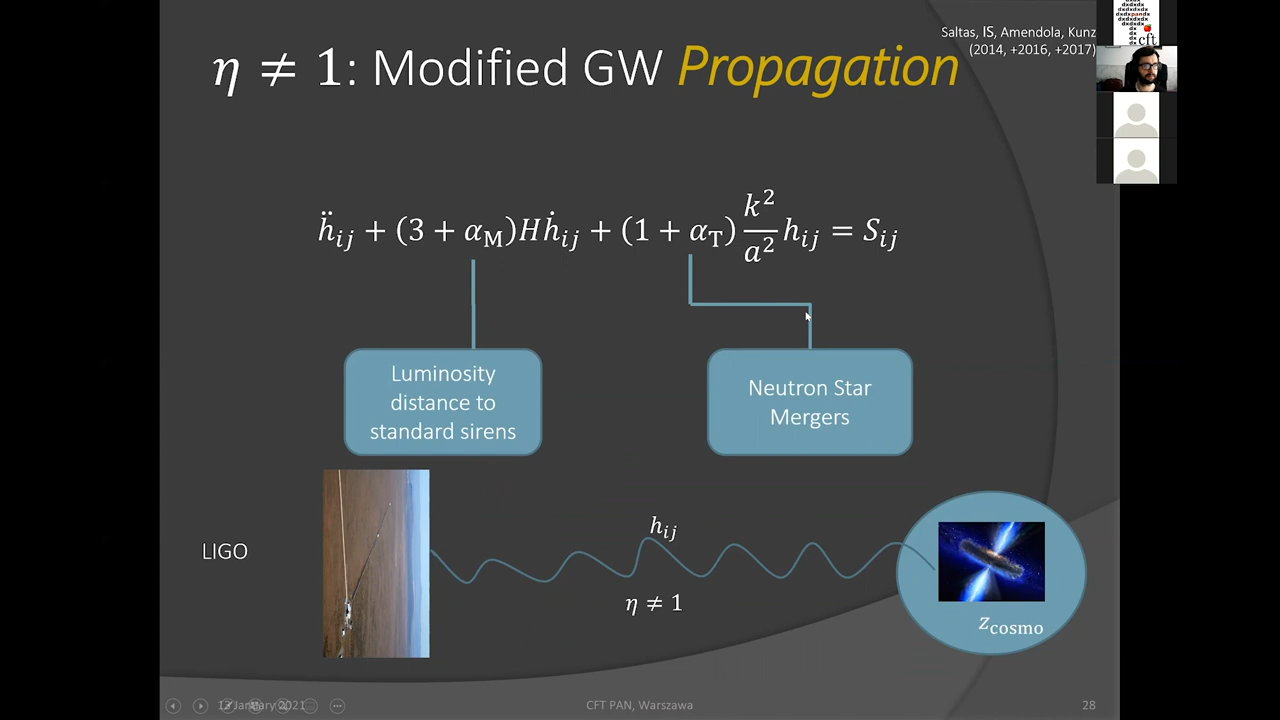 Saltas, IS, Amendola, Kunz
(2014, +2016, +2017)
η ≠ 1: Modified GW Propagation
ḧ_ij + (3 + α_M)Hḣ_ij + (1 + α_T) k²/a² h_ij = S_ij
Luminosity
distance to
standard sirens
Neutron Star
Mergers
LIGO
h_ij
η ≠ 1
z_cosmo
13 January 2021
CFT PAN, Warszawa
28
cft